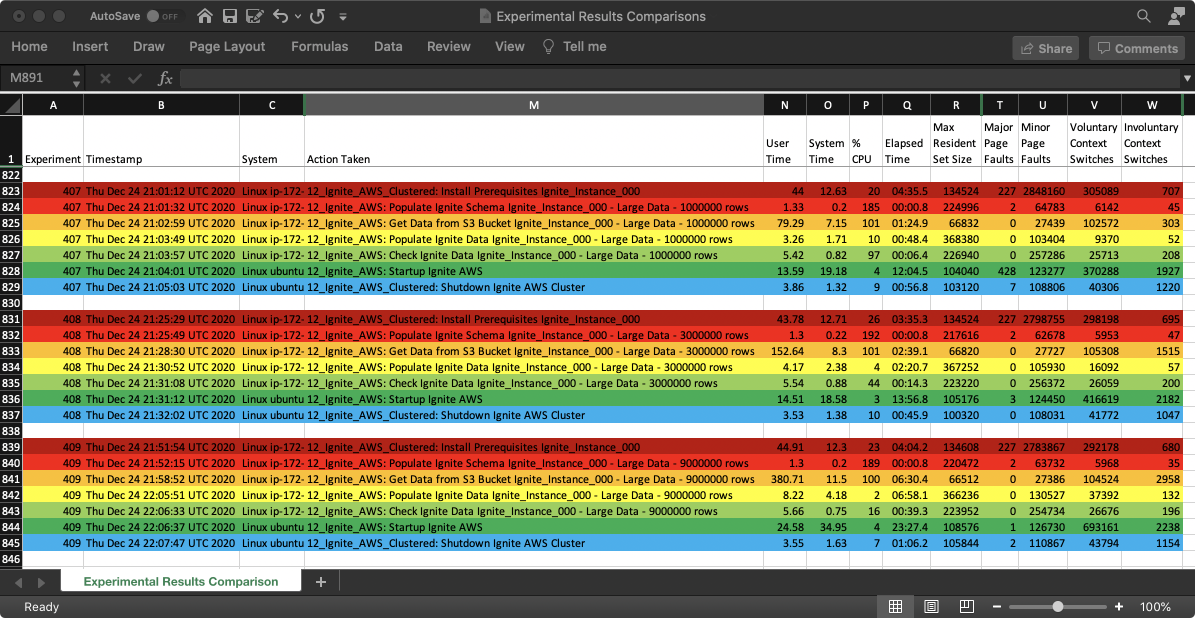 AutoSave OFF Experimental Results Comparisons
Home Insert Draw Page Layout Formulas Data Review View Tell me Share Comments
M891 fx
A B C M N O P Q R T U V W
1 Experiment Timestamp System Action Taken User Time System Time % CPU Elapsed Time Max Resident Set Size Major Page Faults Minor Page Faults Voluntary Context Switches Involuntary Context Switches
822
823 407 Thu Dec 24 21:01:12 UTC 2020 Linux ip-172- 12_Ignite_AWS_Clustered: Install Prerequisites Ignite_Instance_000 44 12.63 20 04:35.5 134524 227 2848160 305089 707
824 407 Thu Dec 24 21:01:32 UTC 2020 Linux ip-172- 12_Ignite_AWS: Populate Ignite Schema Ignite_Instance_000 - Large Data - 1000000 rows 1.33 0.2 185 00:00.8 224996 2 64783 6142 45
825 407 Thu Dec 24 21:02:59 UTC 2020 Linux ip-172- 12_Ignite_AWS: Get Data from S3 Bucket Ignite_Instance_000 - Large Data - 1000000 rows 79.29 7.15 101 01:24.9 66832 0 27439 102572 303
826 407 Thu Dec 24 21:03:49 UTC 2020 Linux ip-172- 12_Ignite_AWS: Populate Ignite Data Ignite_Instance_000 - Large Data - 1000000 rows 3.26 1.71 10 00:48.4 368380 0 103404 9370 52
827 407 Thu Dec 24 21:03:57 UTC 2020 Linux ip-172- 12_Ignite_AWS: Check Ignite Data Ignite_Instance_000 - Large Data - 1000000 rows 5.42 0.82 97 00:06.4 226940 0 257286 25713 208
828 407 Thu Dec 24 21:04:01 UTC 2020 Linux ubuntu 12_Ignite_AWS: Startup Ignite AWS 13.59 19.18 4 12:04.5 104040 428 123277 370288 1927
829 407 Thu Dec 24 21:05:03 UTC 2020 Linux ubuntu 12_Ignite_AWS_Clustered: Shutdown Ignite AWS Cluster 3.86 1.32 9 00:56.8 103120 7 108806 40306 1220
830
831 408 Thu Dec 24 21:25:29 UTC 2020 Linux ip-172- 12_Ignite_AWS_Clustered: Install Prerequisites Ignite_Instance_000 43.78 12.71 26 03:35.3 134524 227 2798755 298198 695
832 408 Thu Dec 24 21:25:49 UTC 2020 Linux ip-172- 12_Ignite_AWS: Populate Ignite Schema Ignite_Instance_000 - Large Data - 3000000 rows 1.3 0.22 192 00:00.8 217616 2 62678 5953 47
833 408 Thu Dec 24 21:28:30 UTC 2020 Linux ip-172- 12_Ignite_AWS: Get Data from S3 Bucket Ignite_Instance_000 - Large Data - 3000000 rows 152.64 8.3 101 02:39.1 66820 0 27727 105308 1515
834 408 Thu Dec 24 21:30:52 UTC 2020 Linux ip-172- 12_Ignite_AWS: Populate Ignite Data Ignite_Instance_000 - Large Data - 3000000 rows 4.17 2.38 4 02:20.7 367252 0 105930 16092 57
835 408 Thu Dec 24 21:31:08 UTC 2020 Linux ip-172- 12_Ignite_AWS: Check Ignite Data Ignite_Instance_000 - Large Data - 3000000 rows 5.54 0.88 44 00:14.3 223220 0 256372 26059 200
836 408 Thu Dec 24 21:31:12 UTC 2020 Linux ubuntu 12_Ignite_AWS: Startup Ignite AWS 14.51 18.58 3 13:56.8 105176 3 124450 416619 2182
837 408 Thu Dec 24 21:32:02 UTC 2020 Linux ubuntu 12_Ignite_AWS_Clustered: Shutdown Ignite AWS Cluster 3.53 1.38 10 00:45.9 100320 0 108031 41772 1047
838
839 409 Thu Dec 24 21:51:54 UTC 2020 Linux ip-172- 12_Ignite_AWS_Clustered: Install Prerequisites Ignite_Instance_000 44.91 12.3 23 04:04.2 134608 227 2783867 292178 680
840 409 Thu Dec 24 21:52:15 UTC 2020 Linux ip-172- 12_Ignite_AWS: Populate Ignite Schema Ignite_Instance_000 - Large Data - 9000000 rows 1.3 0.2 189 00:00.8 220472 2 63732 5968 35
841 409 Thu Dec 24 21:58:52 UTC 2020 Linux ip-172- 12_Ignite_AWS: Get Data from S3 Bucket Ignite_Instance_000 - Large Data - 9000000 rows 380.71 11.5 100 06:30.4 66512 0 27386 104524 2958
842 409 Thu Dec 24 22:05:51 UTC 2020 Linux ip-172- 12_Ignite_AWS: Populate Ignite Data Ignite_Instance_000 - Large Data - 9000000 rows 8.22 4.18 2 06:58.1 366236 0 130527 37392 132
843 409 Thu Dec 24 22:06:33 UTC 2020 Linux ip-172- 12_Ignite_AWS: Check Ignite Data Ignite_Instance_000 - Large Data - 9000000 rows 5.66 0.75 16 00:39.3 223952 0 254734 26676 196
844 409 Thu Dec 24 22:06:37 UTC 2020 Linux ubuntu 12_Ignite_AWS: Startup Ignite AWS 24.58 34.95 4 23:27.4 108576 1 126730 693161 2238
845 409 Thu Dec 24 22:07:47 UTC 2020 Linux ubuntu 12_Ignite_AWS_Clustered: Shutdown Ignite AWS Cluster 3.55 1.63 7 01:06.2 105844 2 110867 43794 1154
846
Experimental Results Comparison +
Ready - + 100%